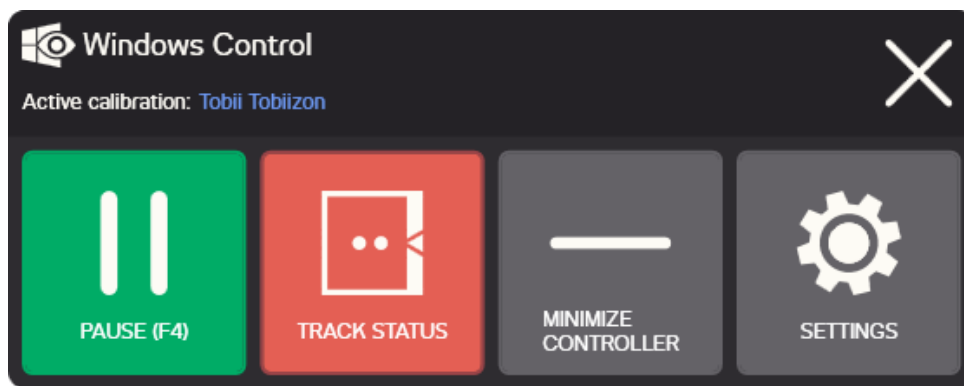 Windows Control
Active calibration: Tobii Tobiizon
PAUSE (F4)
TRACK STATUS
MINIMIZE
CONTROLLER
SETTINGS